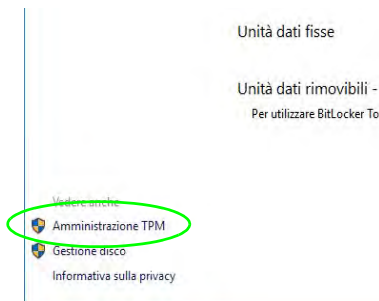 Unità dati fisse
Unità dati rimovibili -
Per utilizzare BitLocker To
Vedere anche
Amministrazione TPM
Gestione disco
Informativa sulla privacy